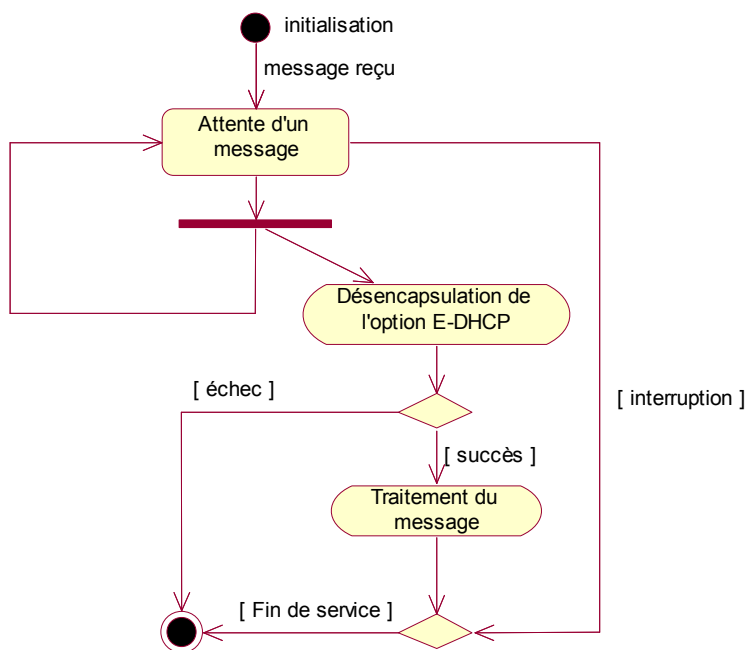 initialisation
message reçu
Attente d'un
message
Désencapsulation de
l'option E-DHCP
[ échec ]
[ interruption ]
[ succès ]
Traitement du
message
[ Fin de service ]